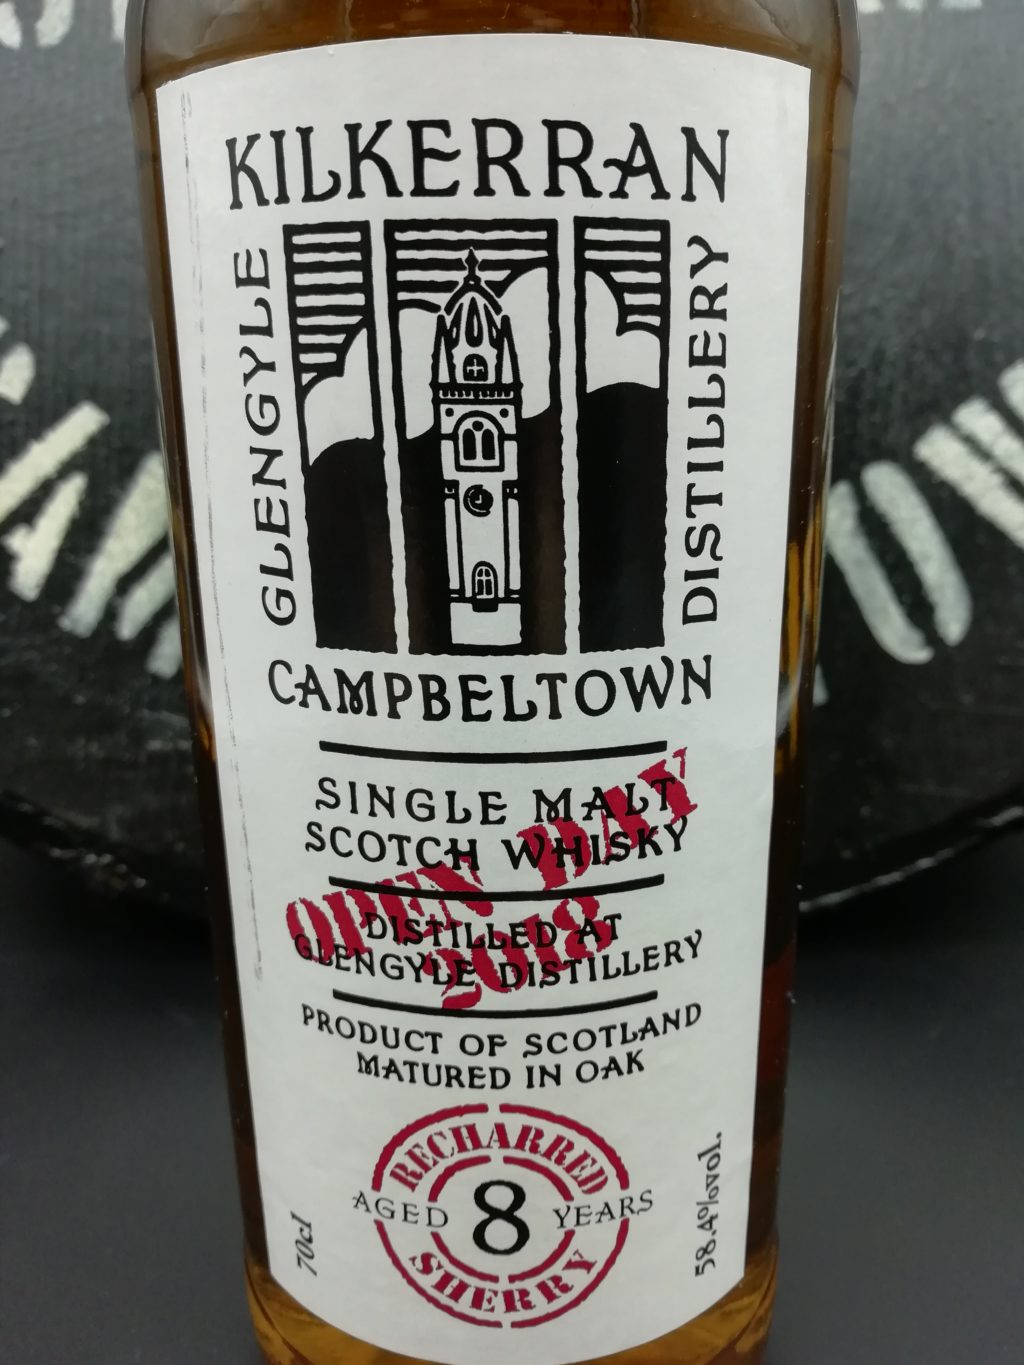 KILKERRAN
GLENGYLE
DISTILLERY
CAMPBELTOWN
SINGLE MALT
SCOTCH WHISKY
OPEN DAY
2018
DISTILLED AT
GLENGYLE DISTILLERY
PRODUCT OF SCOTLAND
MATURED IN OAK
RECHARRED
AGED 8 YEARS
SHERRY
70cl
58.4%vol.